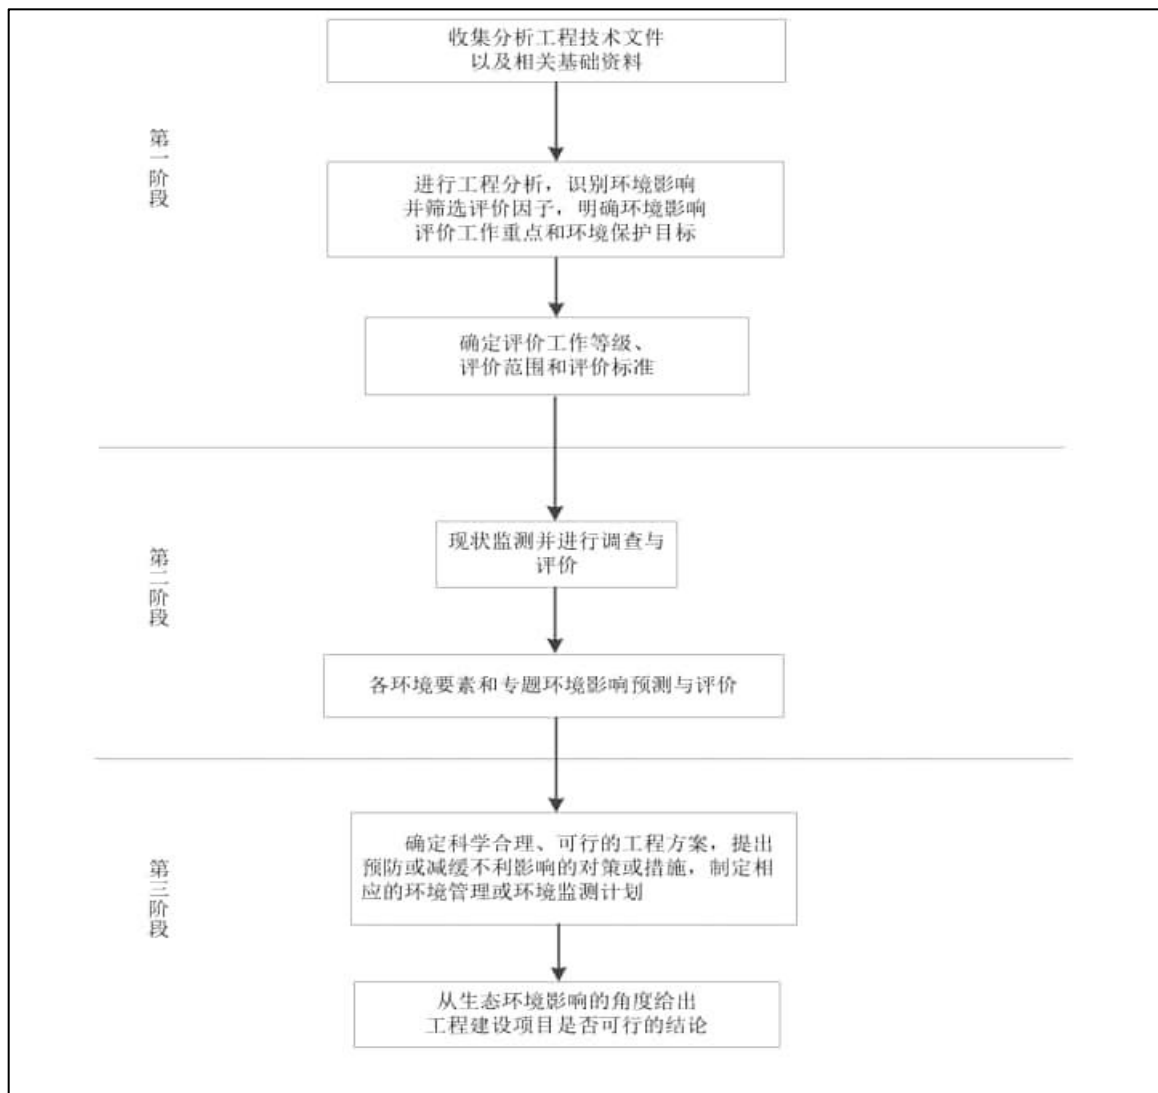 收集分析工程技术文件
以及相关基础资料
第一阶段
进行工程分析，识别环境影响
并筛选评价因子，明确环境影响
评价工作重点和环境保护目标
确定评价工作等级、
评价范围和评价标准
第二阶段
现状监测并进行调查与
评价
各环境要素和专题环境影响预测与评价
第三阶段
确定科学合理、可行的工程方案，提出
预防或减缓不利影响的对策或措施，制定相
应的环境管理或环境监测计划
从生态环境影响的角度给出
工程建设项目是否可行的结论